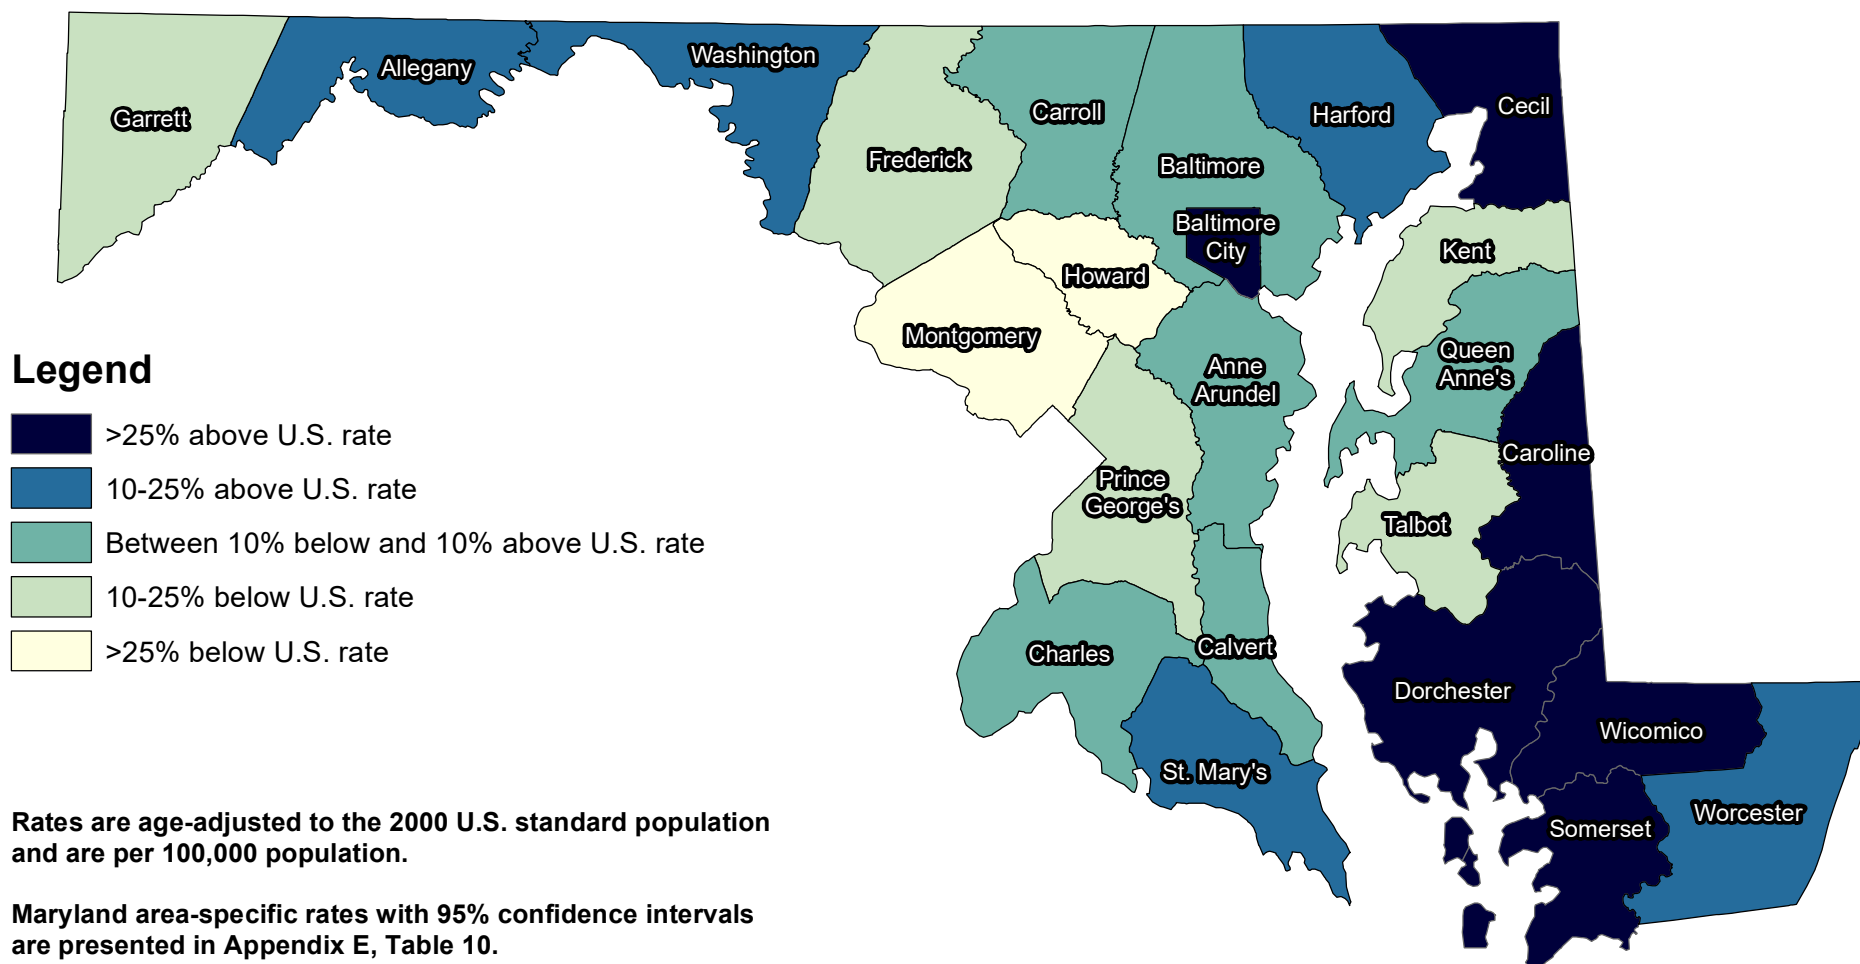 Garrett
Allegany
Washington
Frederick
Carroll
Baltimore
Baltimore
City
Harford
Cecil
Kent
Howard
Montgomery
Anne
Arundel
Queen
Anne's
Caroline
Prince
George's
Talbot
Charles
Calvert
St. Mary's
Dorchester
Wicomico
Somerset
Worcester
Legend
>25% above U.S. rate
10-25% above U.S. rate
Between 10% below and 10% above U.S. rate
10-25% below U.S. rate
>25% below U.S. rate
Rates are age-adjusted to the 2000 U.S. standard population
and are per 100,000 population.
Maryland area-specific rates with 95% confidence intervals
are presented in Appendix E, Table 10.